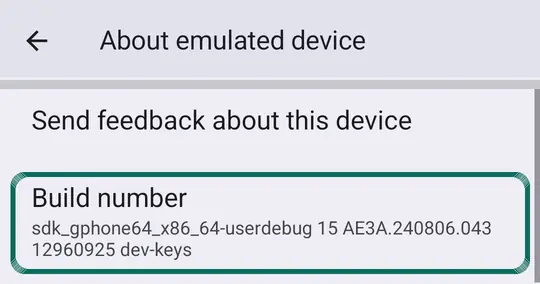 About emulated device
Send feedback about this device
Build number
sdk_gphone64_x86_64-userdebug 15 AE3A.240806.043
12960925 dev-keys